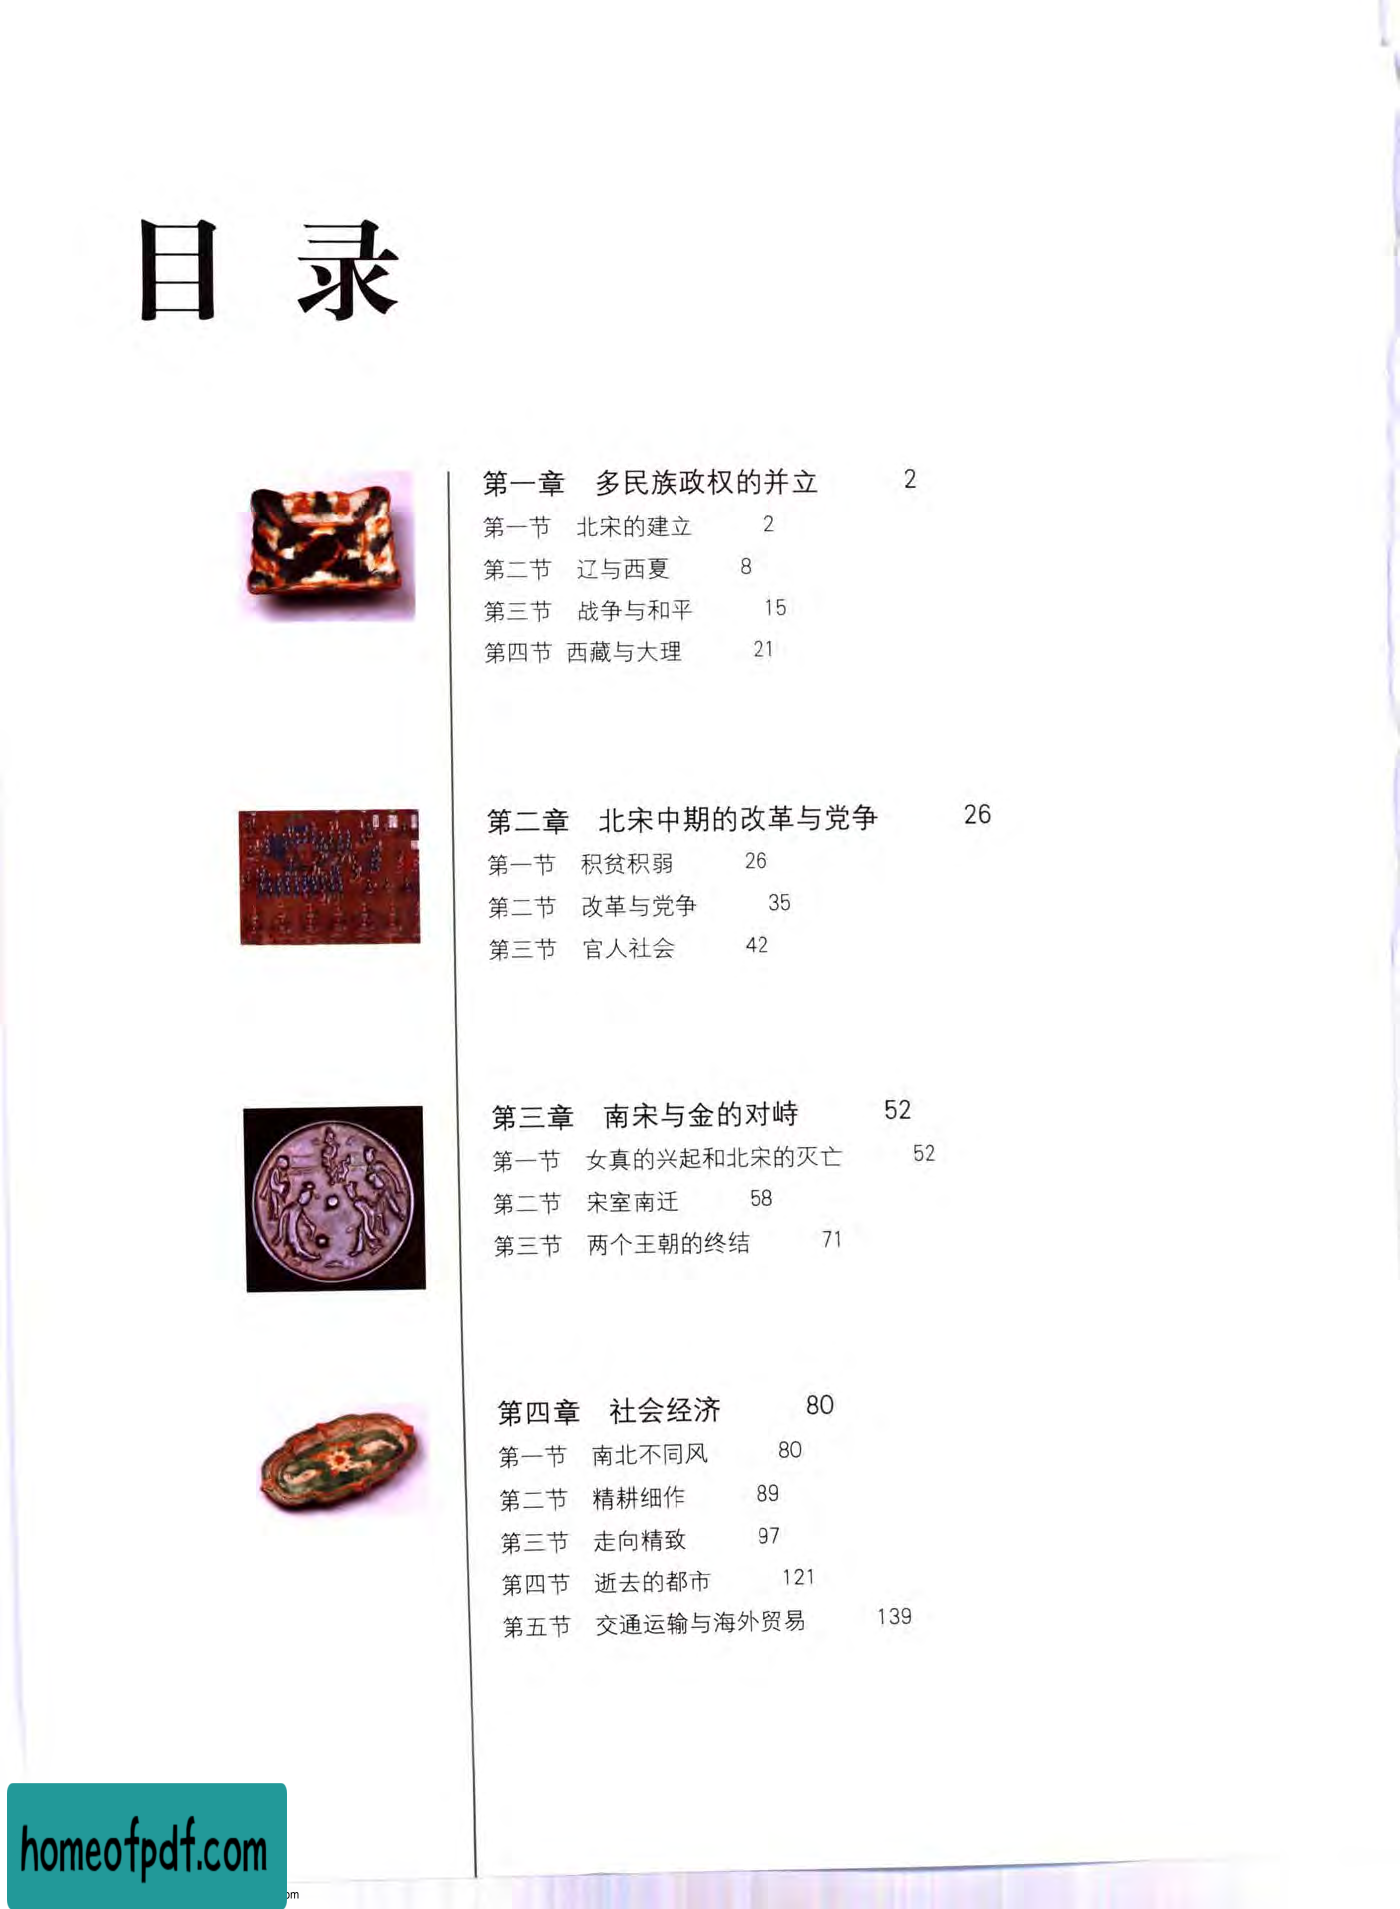 目 录
第一章 多民族政权的并立 2
第一节 北宋的建立 2
第二节 辽与西夏 8
第三节 战争与和平 15
第四节 西藏与大理 21
第二章 北宋中期的改革与党争 26
第一节 积贫积弱 26
第二节 改革与党争 35
第三节 官人社会 42
第三章 南宋与金的对峙 52
第一节 女真的兴起和北宋的灭亡 52
第二节 宋室南迁 58
第三节 两个王朝的终结 71
第四章 社会经济 80
第一节 南北不同风 80
第二节 精耕细作 89
第三节 走向精致 97
第四节 逝去的都市 121
第五节 交通运输与海外贸易 139
homeofpdf.com
om